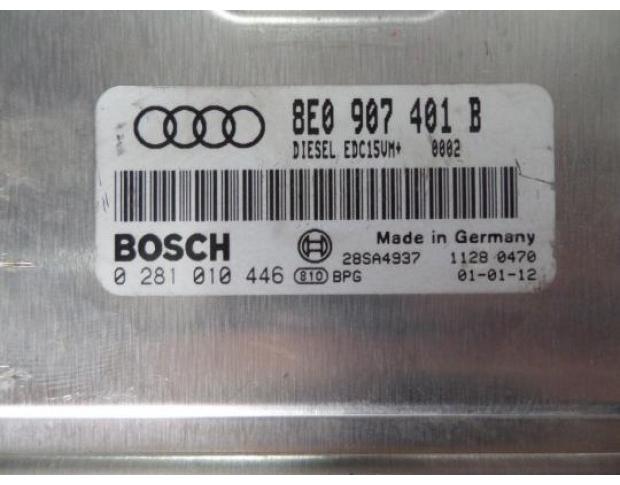 8E0 907 401 B
DIESEL EDC15VM+ 0002
BOSCH
Made in Germany
28SA4937 1128 0470
0 281 010 446 810 BPG 01-01-12